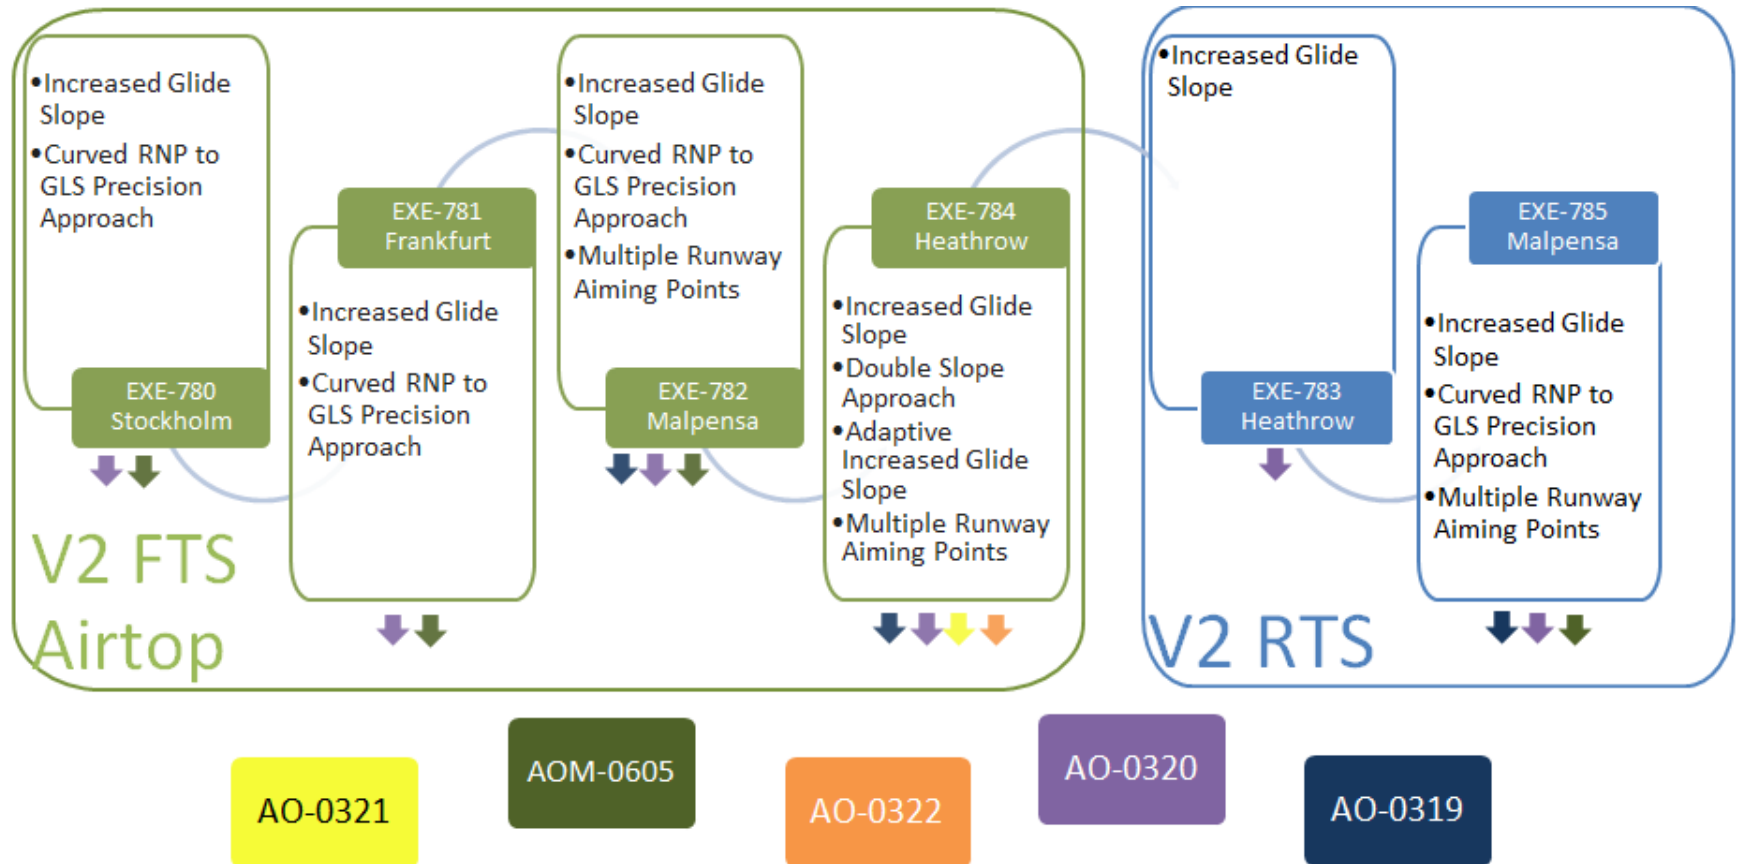 •Increased Glide
Slope
•Curved RNP to
GLS Precision
Approach
EXE-780
Stockholm
EXE-781
Frankfurt
•Increased Glide
Slope
•Curved RNP to
GLS Precision
Approach
•Increased Glide
Slope
•Curved RNP to
GLS Precision
Approach
•Multiple Runway
Aiming Points
EXE-782
Malpensa
EXE-784
Heathrow
•Increased Glide
Slope
•Double Slope
Approach
•Adaptive
Increased Glide
Slope
•Multiple Runway
Aiming Points
V2 FTS
Airtop
•Increased Glide
Slope
EXE-783
Heathrow
EXE-785
Malpensa
•Increased Glide
Slope
•Curved RNP to
GLS Precision
Approach
•Multiple Runway
Aiming Points
V2 RTS
AO-0321
AOM-0605
AO-0322
AO-0320
AO-0319